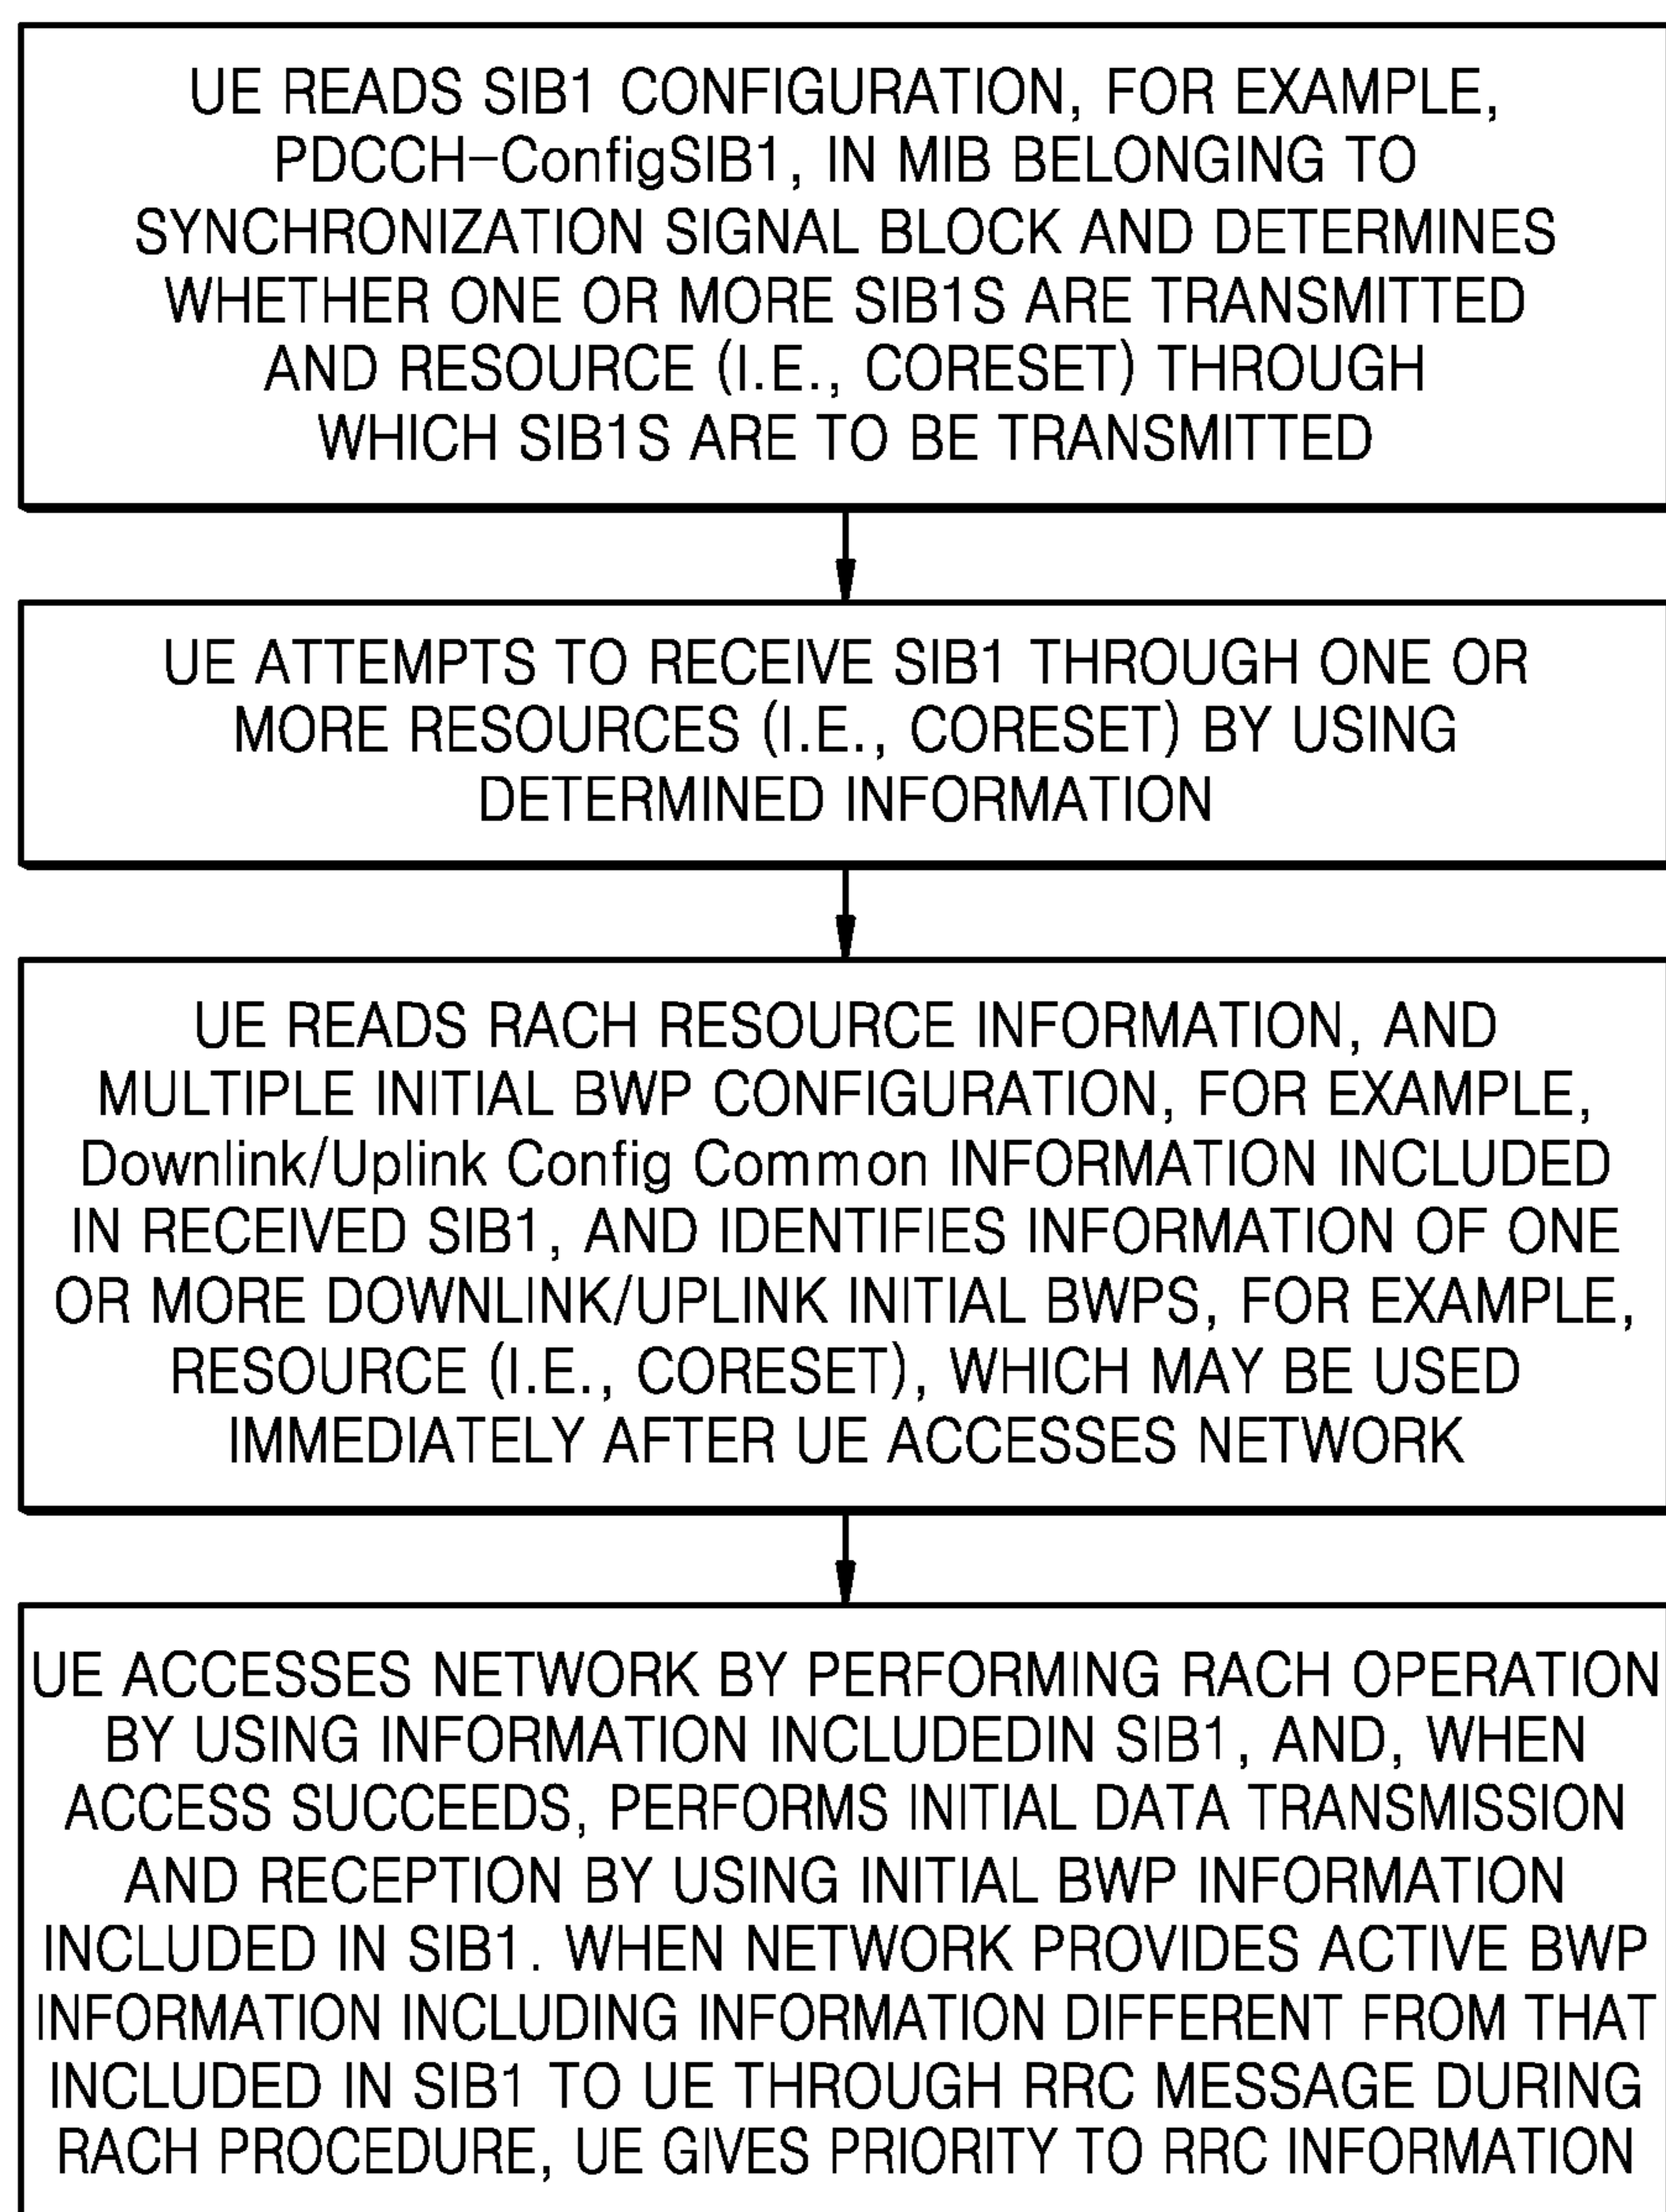 UE READS SIB1 CONFIGURATION, FOR EXAMPLE,
PDCCH-ConfigSIB1, IN MIB BELONGING TO
SYNCHRONIZATION SIGNAL BLOCK AND DETERMINES
WHETHER ONE OR MORE SIB1S ARE TRANSMITTED
AND RESOURCE (I.E., CORESET) THROUGH
WHICH SIB1S ARE TO BE TRANSMITTED
UE ATTEMPTS TO RECEIVE SIB1 THROUGH ONE OR
MORE RESOURCES (I.E., CORESET) BY USING
DETERMINED INFORMATION
UE READS RACH RESOURCE INFORMATION, AND
MULTIPLE INITIAL BWP CONFIGURATION, FOR EXAMPLE,
Downlink/Uplink Config Common INFORMATION INCLUDED
IN RECEIVED SIB1, AND IDENTIFIES INFORMATION OF ONE
OR MORE DOWNLINK/UPLINK INITIAL BWPS, FOR EXAMPLE,
RESOURCE (I.E., CORESET), WHICH MAY BE USED
IMMEDIATELY AFTER UE ACCESSES NETWORK
UE ACCESSES NETWORK BY PERFORMING RACH OPERATION
BY USING INFORMATION INCLUDEDIN SIB1, AND, WHEN
ACCESS SUCCEEDS, PERFORMS INITIAL DATA TRANSMISSION
AND RECEPTION BY USING INITIAL BWP INFORMATION
INCLUDED IN SIB1. WHEN NETWORK PROVIDES ACTIVE BWP
INFORMATION INCLUDING INFORMATION DIFFERENT FROM THAT
INCLUDED IN SIB1 TO UE THROUGH RRC MESSAGE DURING
RACH PROCEDURE, UE GIVES PRIORITY TO RRC INFORMATION